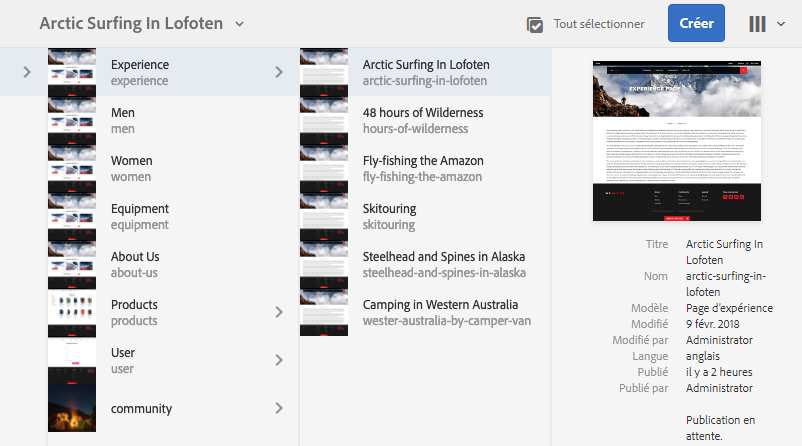 Arctic Surfing In Lofoten
Tout sélectionner
Créer
Experience
experience
Men
men
Women
women
Equipment
equipment
About Us
about-us
Products
products
User
user
community
Arctic Surfing In Lofoten
arctic-surfing-in-lofoten
48 hours of Wilderness
hours-of-wilderness
Fly-fishing the Amazon
fly-fishing-the-amazon
Skitouring
skitouring
Steelhead and Spines in Alaska
steelhead-and-spines-in-alaska
Camping in Western Australia
wester-australia-by-camper-van
EXPERIENCE PAGE
Titre Arctic Surfing In
Lofoten
Nom arctic-surfing-in-
lofoten
Modèle Page d'expérience
Modifié 9 févr. 2018
Modifié par Administrator
Langue anglais
Publié il y a 2 heures
Publié par Administrator
Publication en
attente.